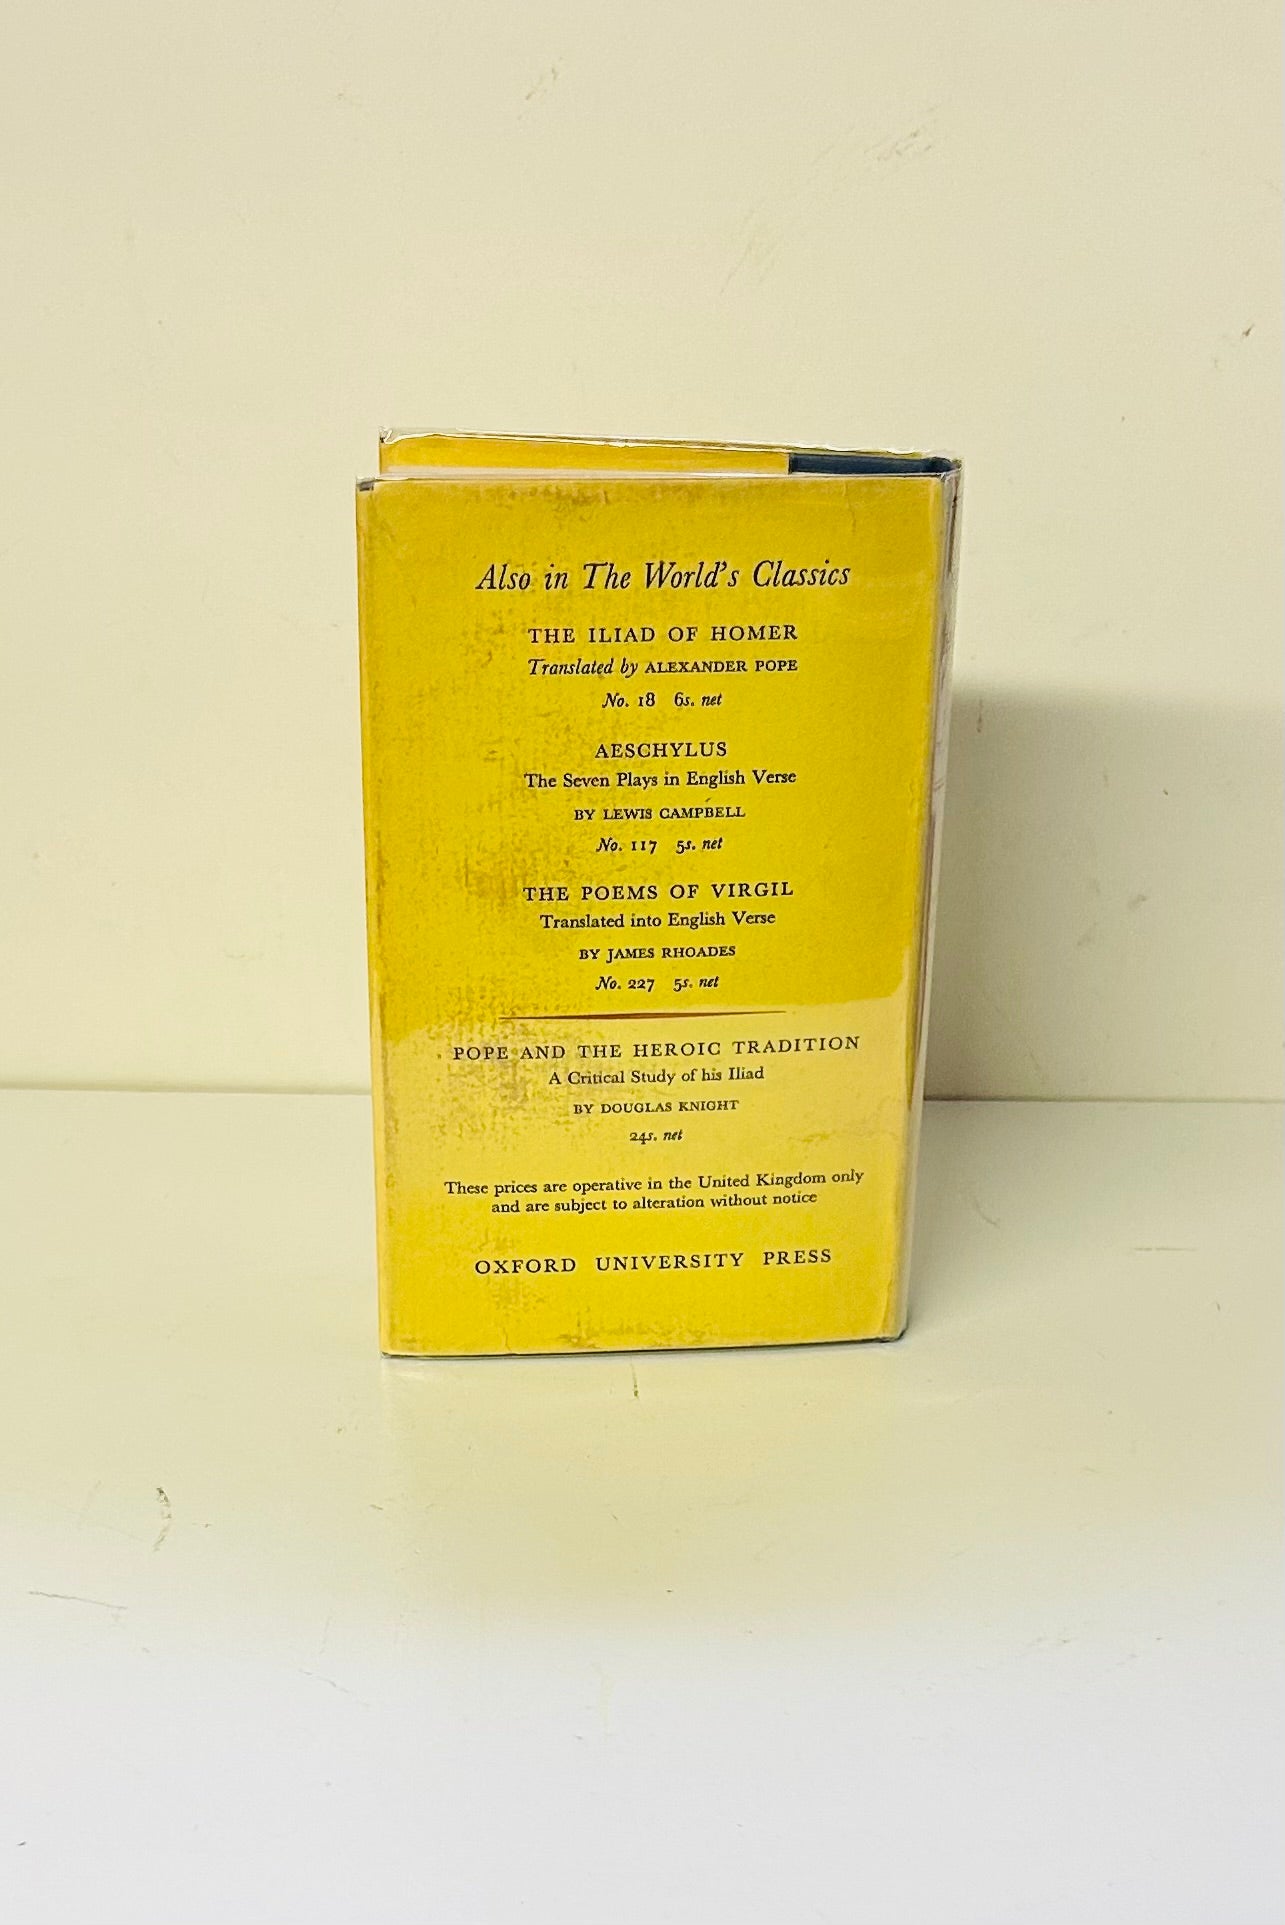 Also in The World's Classics
THE ILIAD OF HOMER
Translated by ALEXANDER POPE
No. 18 6s. net
AESCHYLUS
The Seven Plays in English Verse
BY LEWIS CAMPBELL
No. 117 5s. net
THE POEMS OF VIRGIL
Translated into English Verse
BY JAMES RHOADES
No. 227 5s. net
POPE AND THE HEROIC TRADITION
A Critical Study of his Iliad
BY DOUGLAS KNIGHT
24s. net
These prices are operative in the United Kingdom only
and are subject to alteration without notice
OXFORD UNIVERSITY PRESS